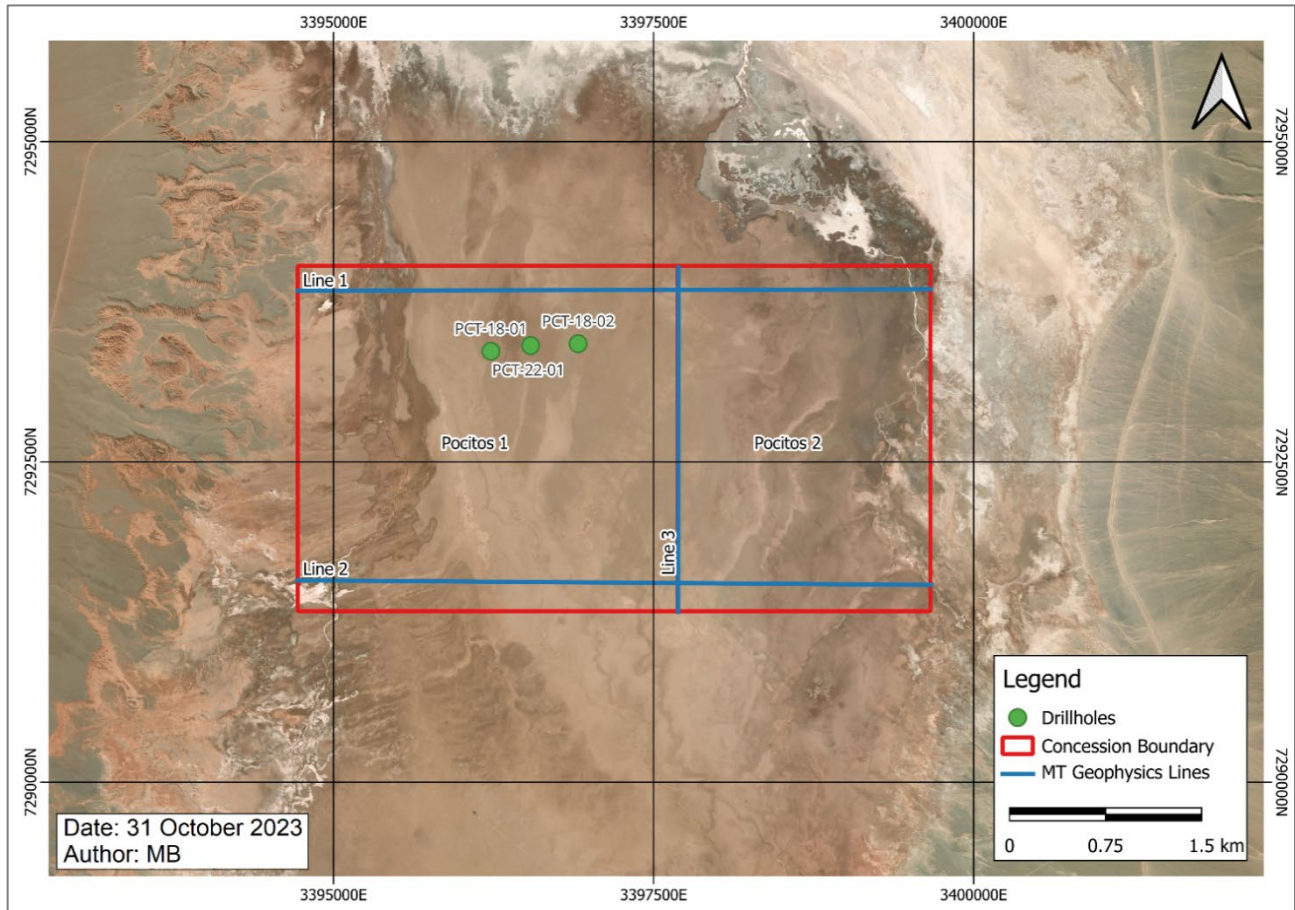 3395000E
3397500E
3400000E
7295000N
7295000N
Line 1
PCT-18-01
PCT-18-02
PCT-22-01
Pocitos 1
Pocitos 2
7292500N
7292500N
Line 2
Line 3
Legend
Drillholes
Concession Boundary
MT Geophysics Lines
0
0.75
1.5 km
7290000N
7290000N
Date: 31 October 2023
Author: MB
3395000E
3397500E
3400000E